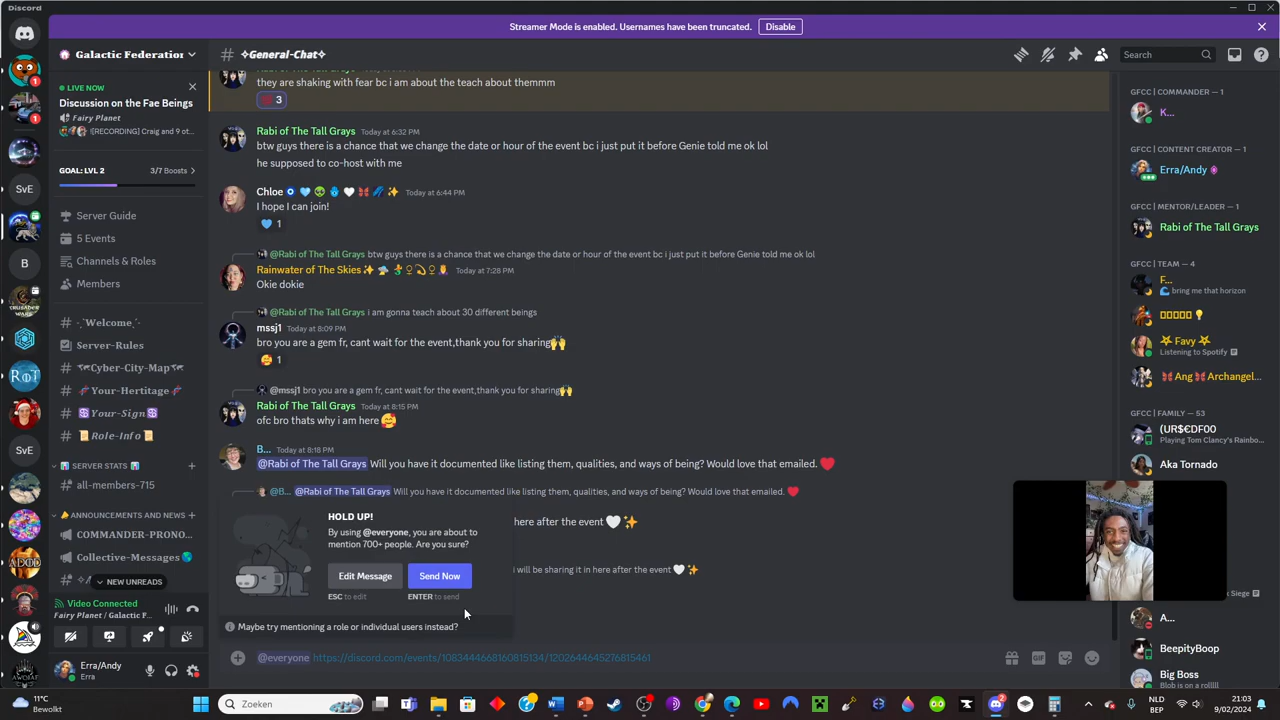 Discord
Streamer Mode is enabled. Usernames have been truncated.
Disable
Galactic Federation
LIVE NOW
Discussion on the Fae Beings
Fairy Planet
![RECORDING] Craig and 9 ot...
GOAL: LVL 2
3/7 Boosts
Server Guide
5 Events
Channels & Roles
Members
Welcome
Server-Rules
Cyber-City-Map
Your-Hertitage
Your-Sign
Role-Info
SERVER STATS
all-members-715
ANNOUNCEMENTS AND NEWS
COMMANDER-PRONO...
Collective-Messages
NEW UNREADS
Video Connected
Fairy Planet / Galactic F...
Erra/Andy
Erra
SvE
B
SvE
# ✧General-Chat✧
Search
they are shaking with fear bc i am about the teach about themmm
3
Rabi of The Tall Grays Today at 6:32 PM
btw guys there is a chance that we change the date or hour of the event bc i just put it before Genie told me ok lol
he supposed to co-host with me
Chloe Today at 6:44 PM
I hope I can join!
1
@Rabi of The Tall Grays btw guys there is a chance that we change the date or hour of the event bc i just put it before Genie told me ok lol
Rainwater of The Skies Today at 7:28 PM
Okie dokie
@Rabi of The Tall Grays i am gonna teach about 30 different beings
mssj1 Today at 8:09 PM
bro you are a gem fr, cant wait for the event,thank you for sharing🙌
1
@mssj1 bro you are a gem fr, cant wait for the event,thank you for sharing🙌
Rabi of The Tall Grays Today at 8:15 PM
ofc bro thats why i am here 🥰
B... Today at 8:18 PM
@Rabi of The Tall Grays Will you have it documented like listing them, qualities, and ways of being? Would love that emailed. ❤️
@B... @Rabi of The Tall Grays Will you have it documented like listing them, qualities, and ways of being? Would love that emailed. ❤️
here after the event 🤍✨
i will be sharing it in here after the event 🤍✨
HOLD UP!
By using @everyone, you are about to
mention 700+ people. Are you sure?
Edit Message
Send Now
ESC to edit
ENTER to send
Maybe try mentioning a role or individual users instead?
@everyone https://discord.com/events/1083444668160815134/1202644645276815461
GFCC | COMMANDER — 1
K...
GFCC | CONTENT CREATOR — 1
Erra/Andy
GFCC | MENTOR/LEADER — 1
Rabi of The Tall Grays
GFCC | TEAM — 4
F...
bring me that horizon
Favy
Listening to Spotify
Ang Archangel...
GFCC | FAMILY — 53
(UR$€DF00
Playing Tom Clancy's Rainbo...
Aka Tornado
Siege
A...
BeepityBoop
Big Boss
Blob is on a rolllll
11°C
Bewolkt
Zoeken
NLD
BEP
21:03
9/02/2024